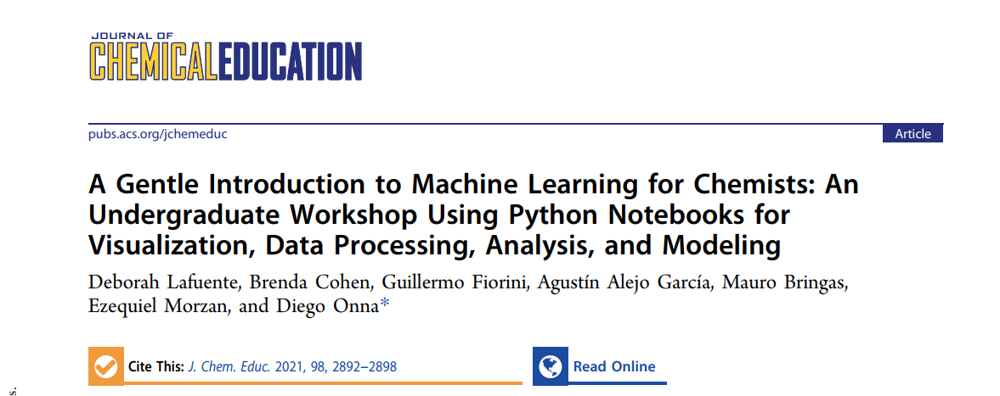 JOURNAL OF
CHEMICALEDUCATION
pubs.acs.org/jchemeduc
Article
A Gentle Introduction to Machine Learning for Chemists: An
Undergraduate Workshop Using Python Notebooks for
Visualization, Data Processing, Analysis, and Modeling
Deborah Lafuente, Brenda Cohen, Guillermo Fiorini, Agustín Alejo García, Mauro Bringas,
Ezequiel Morzan, and Diego Onna*
Cite This: J. Chem. Educ. 2021, 98, 2892−2898
Read Online
s.